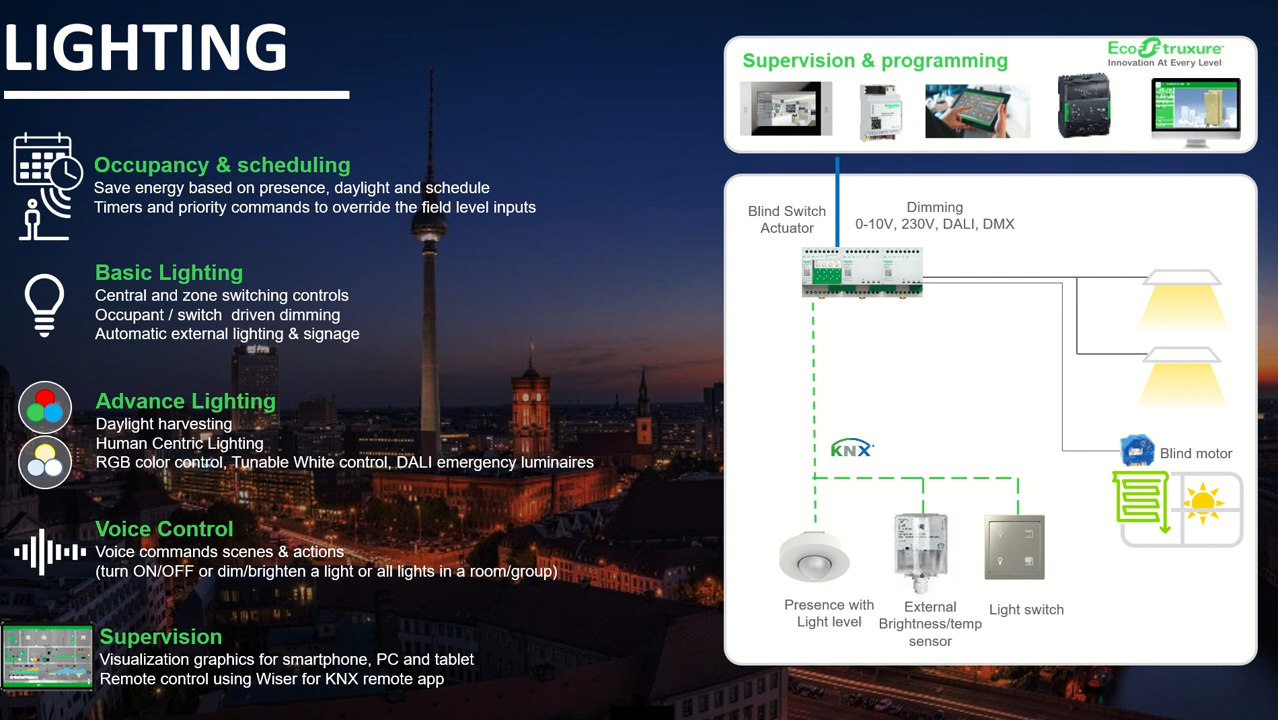 LIGHTING
Occupancy & scheduling
Save energy based on presence, daylight and schedule
Timers and priority commands to override the field level inputs
Basic Lighting
Central and zone switching controls
Occupant / switch  driven dimming
Automatic external lighting & signage
Advance Lighting
Daylight harvesting
Human Centric Lighting
RGB color control, Tunable White control, DALI emergency luminaires
Voice Control
Voice commands scenes & actions
(turn ON/OFF or dim/brighten a light or all lights in a room/group)
Supervision
Visualization graphics for smartphone, PC and tablet
Remote control using Wiser for KNX remote app
Supervision & programming
EcoStruxure
Innovation At Every Level
Blind Switch
Actuator
Dimming
0-10V, 230V, DALI, DMX
KNX
Blind motor
Presence with
Light level
External
Brightness/temp
sensor
Light switch